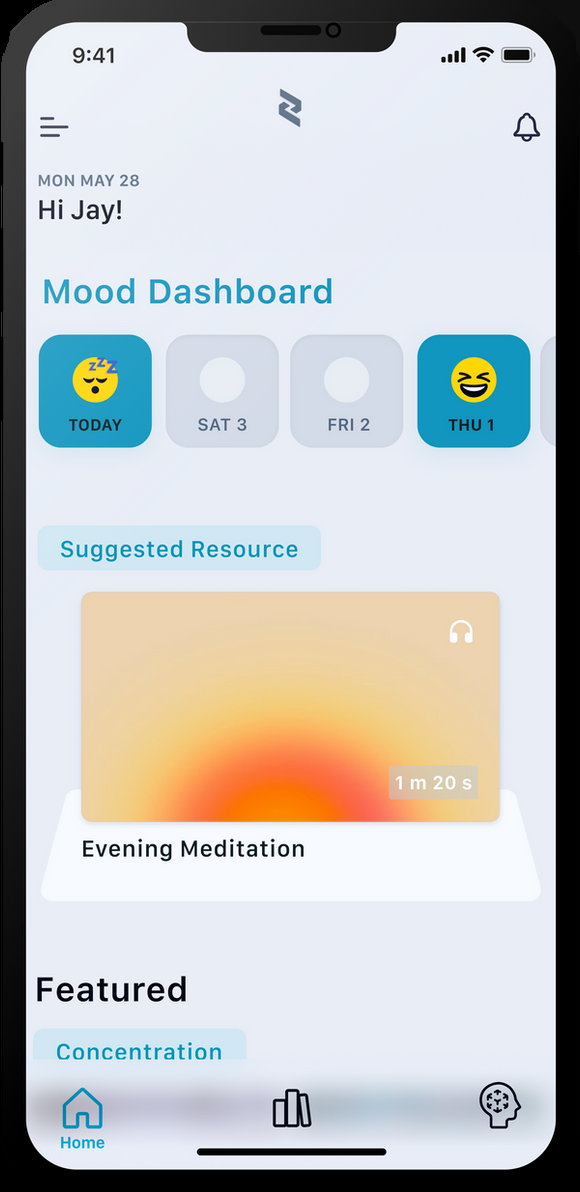 9:41
MON MAY 28
Hi Jay!
Mood Dashboard
TODAY
SAT 3
FRI 2
THU 1
Suggested Resource
1 m 20 s
Evening Meditation
Featured
Concentration
Home